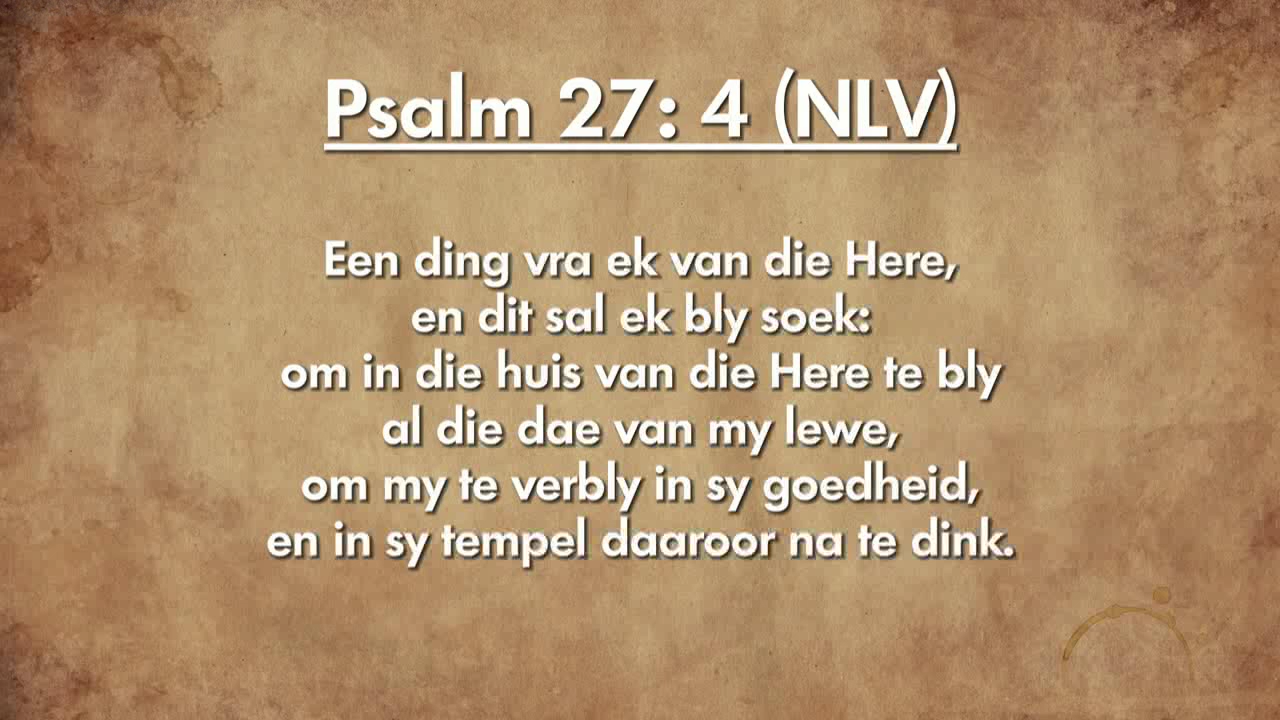 Psalm 27: 4 (NLV)
Een ding vra ek van die Here,
en dit sal ek bly soek:
om in die huis van die Here te bly
al die dae van my lewe,
om my te verbly in sy goedheid,
en in sy tempel daaroor na te dink.